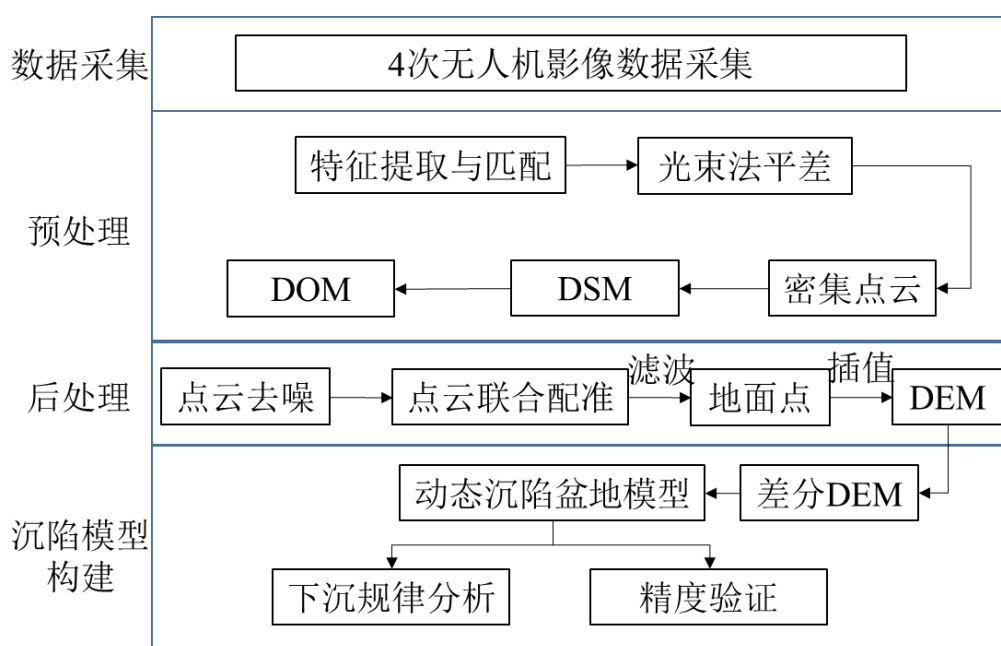 数据采集
4次无人机影像数据采集
预处理
特征提取与匹配
光束法平差
DOM
DSM
密集点云
后处理
点云去噪
点云联合配准
滤波
地面点
插值
DEM
沉陷模型
构建
动态沉陷盆地模型
差分DEM
下沉规律分析
精度验证